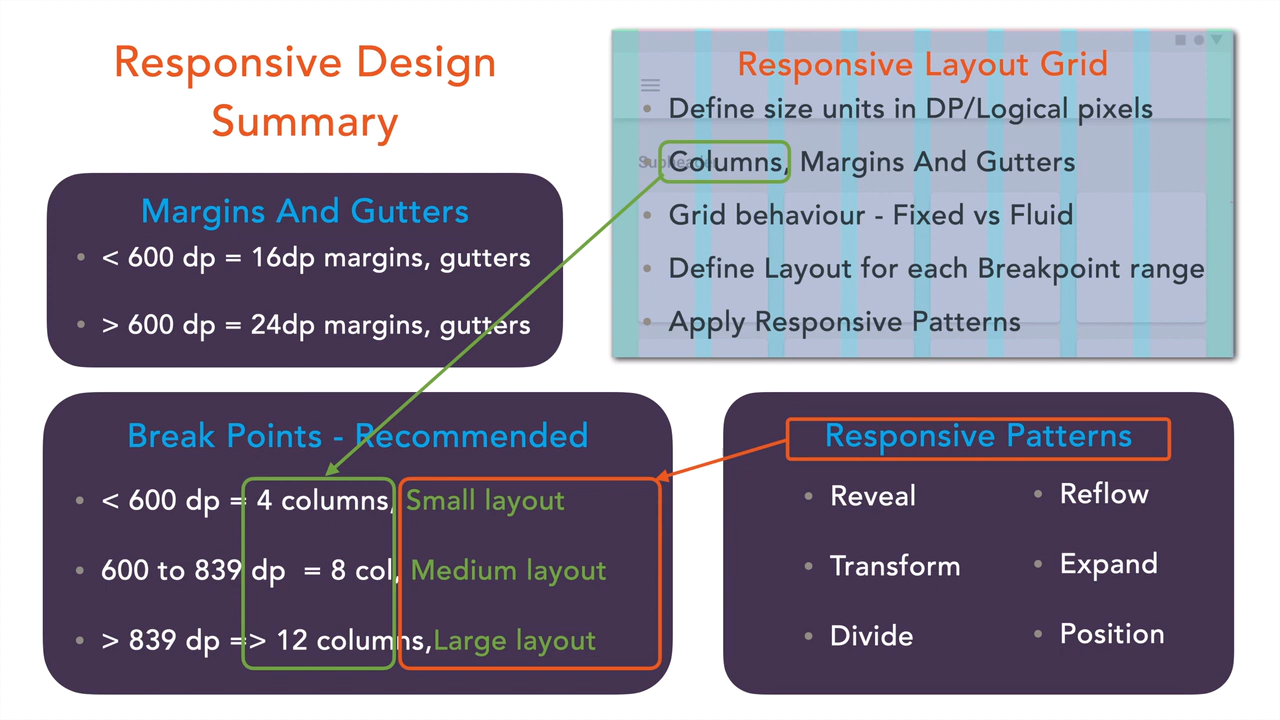 Responsive Design
Summary
Margins And Gutters
• < 600 dp = 16dp margins, gutters
• > 600 dp = 24dp margins, gutters
Responsive Layout Grid
• Define size units in DP/Logical pixels
Subheader
• Columns, Margins And Gutters
• Grid behaviour - Fixed vs Fluid
• Define Layout for each Breakpoint range
• Apply Responsive Patterns
Break Points - Recommended
• < 600 dp = 4 columns, Small layout
• 600 to 839 dp = 8 col, Medium layout
• > 839 dp => 12 columns,Large layout
Responsive Patterns
• Reveal
• Transform
• Divide
• Reflow
• Expand
• Position